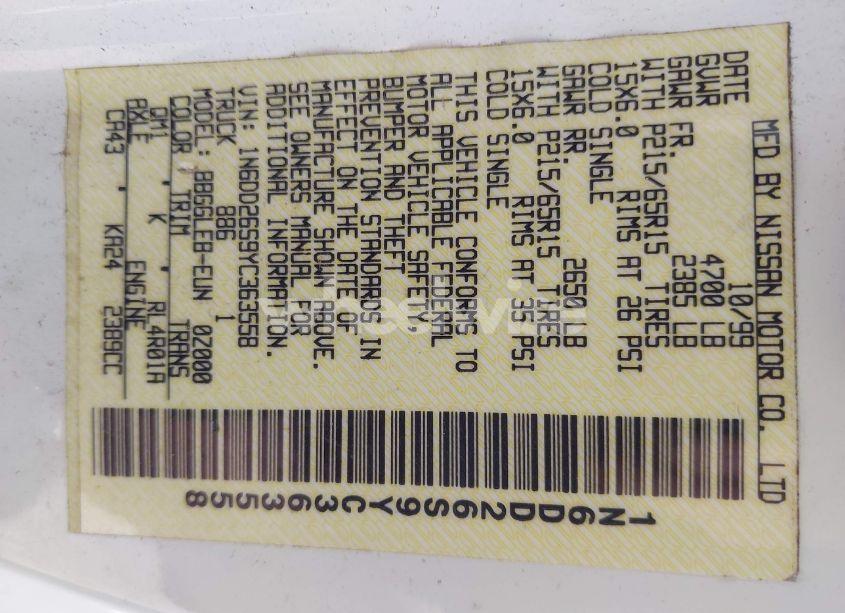 MFD BY NISSAN MOTOR CO., LTD
DATE 10/99
GVWR 4700 LB
GAWR FR. 2385 LB
WITH P215/65R15 TIRES
15X6.0 RIMS AT 26 PSI
COLD SINGLE
GAWR RR. 2650 LB
WITH P215/65R15 TIRES
15X6.0 RIMS AT 35 PSI
COLD SINGLE
THIS VEHICLE CONFORMS TO
ALL APPLICABLE FEDERAL
MOTOR VEHICLE SAFETY,
BUMPER AND THEFT
PREVENTION STANDARDS IN
EFFECT ON THE DATE OF
MANUFACTURE SHOWN ABOVE.
SEE OWNERS MANUAL FOR
ADDITIONAL INFORMATION.
VIN: 1N6DD26S9YC363558
TRUCK 886 1
MODEL: BBGGLEB-EUN 02000
COLOR TRIM TRANS
QM1 K RL4R01A
AXLE ENGINE
CA43 KA24 2389CC
1N6DD26S9YC363558